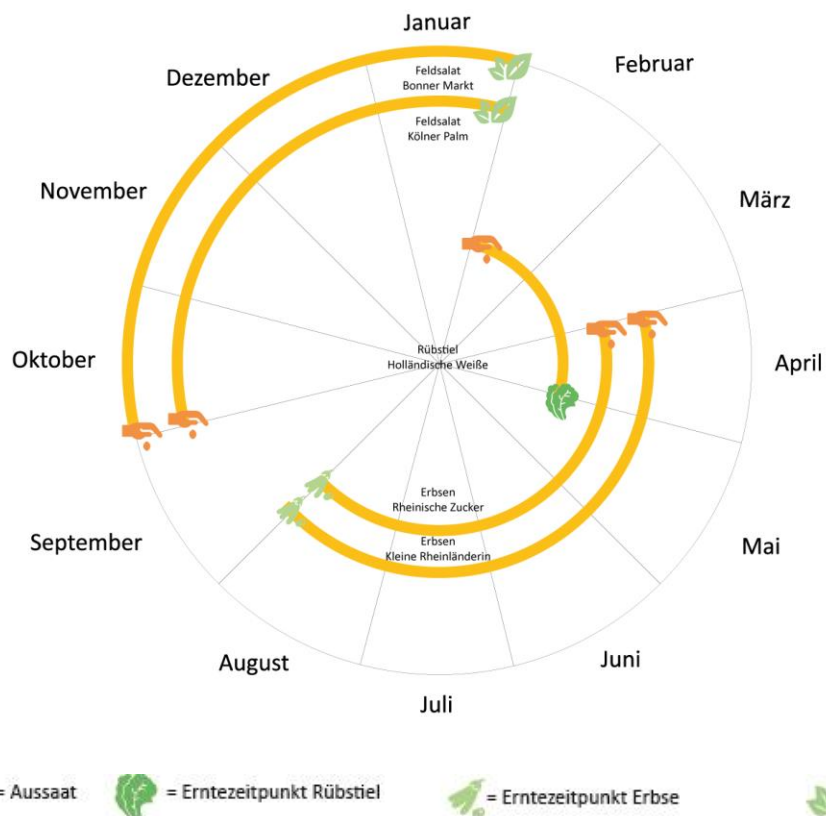 Januar
Februar
März
April
Mai
Juni
Juli
August
September
Oktober
November
Dezember
Feldsalat
Bonner Markt
Feldsalat
Kölner Palm
Rübstiel
Holländische Weiße
Erbsen
Rheinische Zucker
Erbsen
Kleine Rheinländerin
= Aussaat
= Erntezeitpunkt Rübstiel
= Erntezeitpunkt Erbse